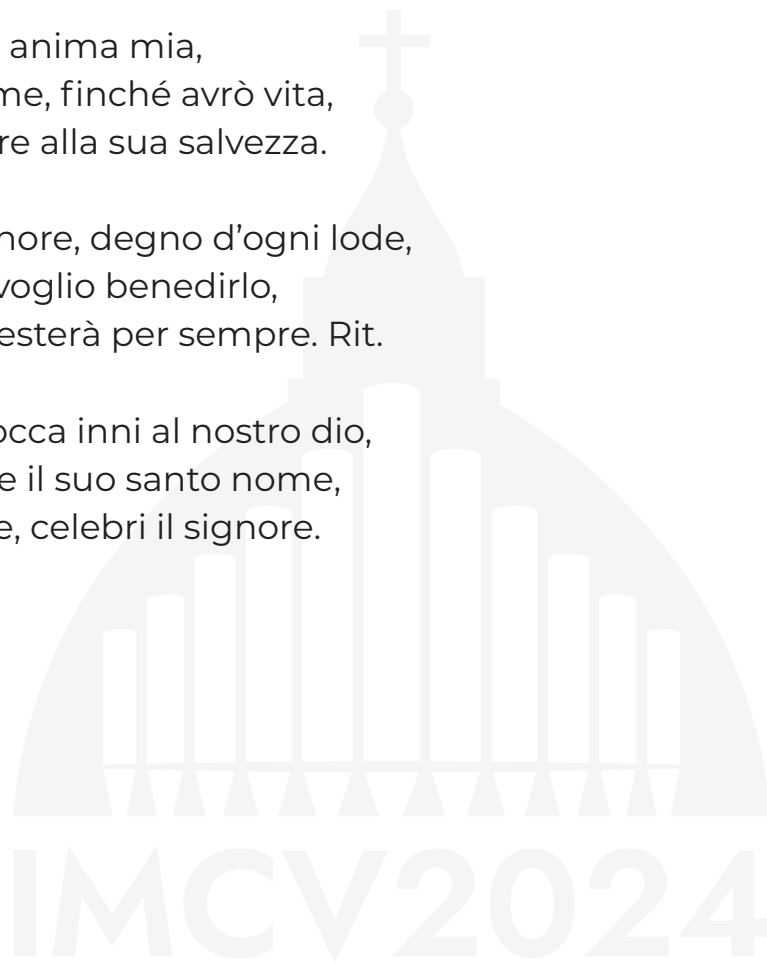 anima mia,
me, finché avrò vita,
re alla sua salvezza.
nore, degno d’ogni lode,
voglio benedirlo,
esterà per sempre. Rit.
occa inni al nostro dio,
e il suo santo nome,
e, celebri il signore.
IMCV2024